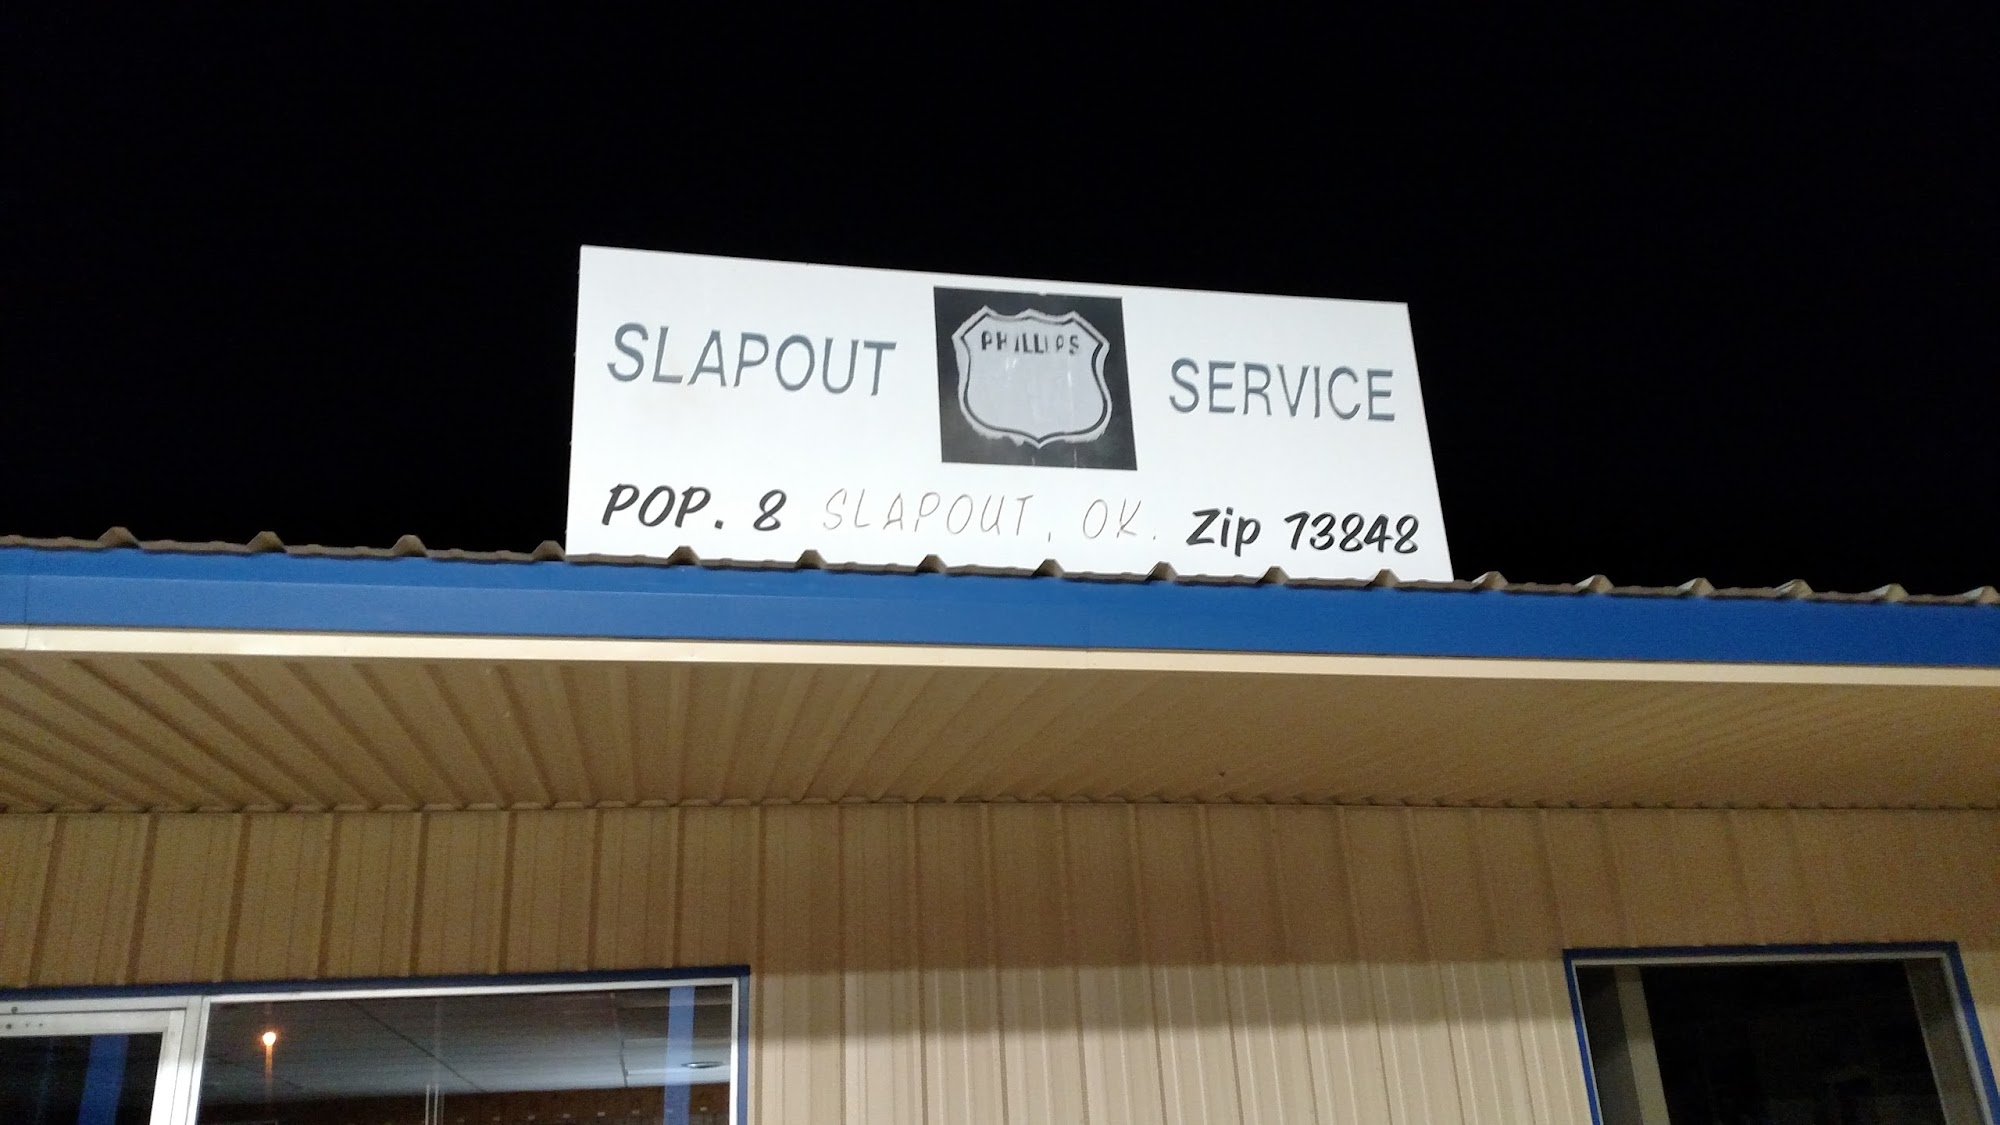 SLAPOUT PHILLIPS SERVICE
POP. 8 SLAPOUT, OK. Zip 73848